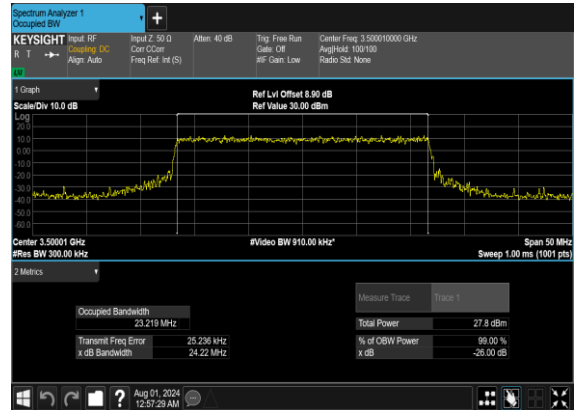 Spectrum Analyzer 1
Occupied BW
+
KEYSIGHT Input: RF Input Z: 50 Ω Atten: 40 dB Trig: Free Run Center Freq: 3.500010000 GHz
R T Coupling: DC Corr CCorr Gate: Off Avg|Hold: 100/100
Align: Auto Freq Ref: Int (S) #IF Gain: Low Radio Std: None
LW
1 Graph
Ref Lvl Offset 8.90 dB
Scale/Div 10.0 dB Ref Value 30.00 dBm
Log
20.0
10.0
0.00
-10.0
-20.0
-30.0
-40.0
-50.0
-60.0
Center 3.50001 GHz #Video BW 910.00 kHz* Span 50 MHz
#Res BW 300.00 kHz Sweep 1.00 ms (1001 pts)
2 Metrics
Measure Trace Trace 1
Occupied Bandwidth
23.219 MHz Total Power 27.8 dBm
Transmit Freq Error 25.236 kHz % of OBW Power 99.00 %
x dB Bandwidth 24.22 MHz x dB -26.00 dB
?
Aug 01, 2024
12:57:29 AM